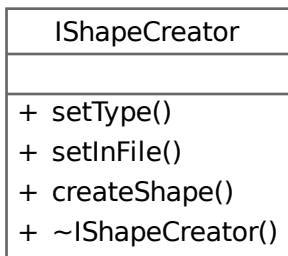 IShapeCreator
+ setType()
+ setInFile()
+ createShape()
+ ~IShapeCreator()